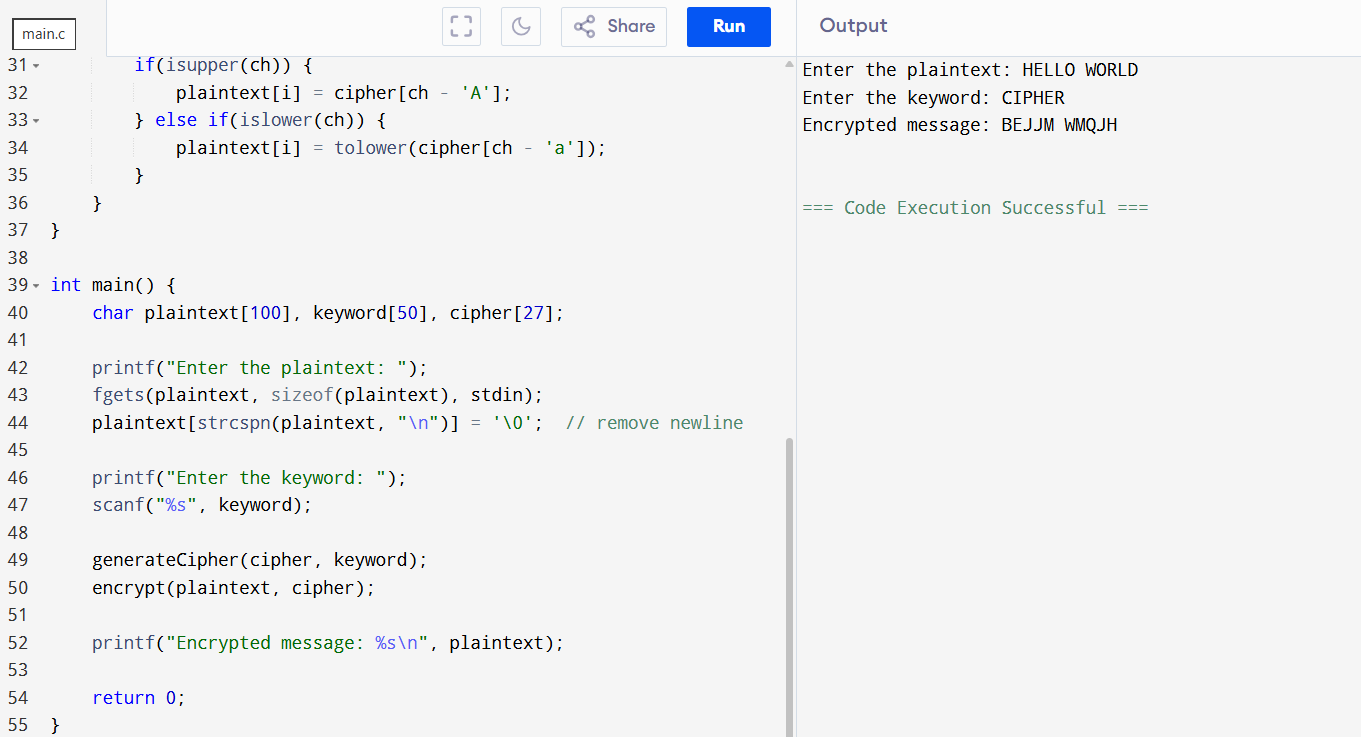 main.c
Share
Run
Output
31 if(isupper(ch)) {
32 plaintext[i] = cipher[ch - 'A'];
33 } else if(islower(ch)) {
34 plaintext[i] = tolower(cipher[ch - 'a']);
35 }
36 }
37 }
38
39 int main() {
40 char plaintext[100], keyword[50], cipher[27];
41
42 printf("Enter the plaintext: ");
43 fgets(plaintext, sizeof(plaintext), stdin);
44 plaintext[strcspn(plaintext, "\n")] = '\0';  // remove newline
45
46 printf("Enter the keyword: ");
47 scanf("%s", keyword);
48
49 generateCipher(cipher, keyword);
50 encrypt(plaintext, cipher);
51
52 printf("Encrypted message: %s\n", plaintext);
53
54 return 0;
55 }
Enter the plaintext: HELLO WORLD
Enter the keyword: CIPHER
Encrypted message: BEJJM WMQJH
=== Code Execution Successful ===